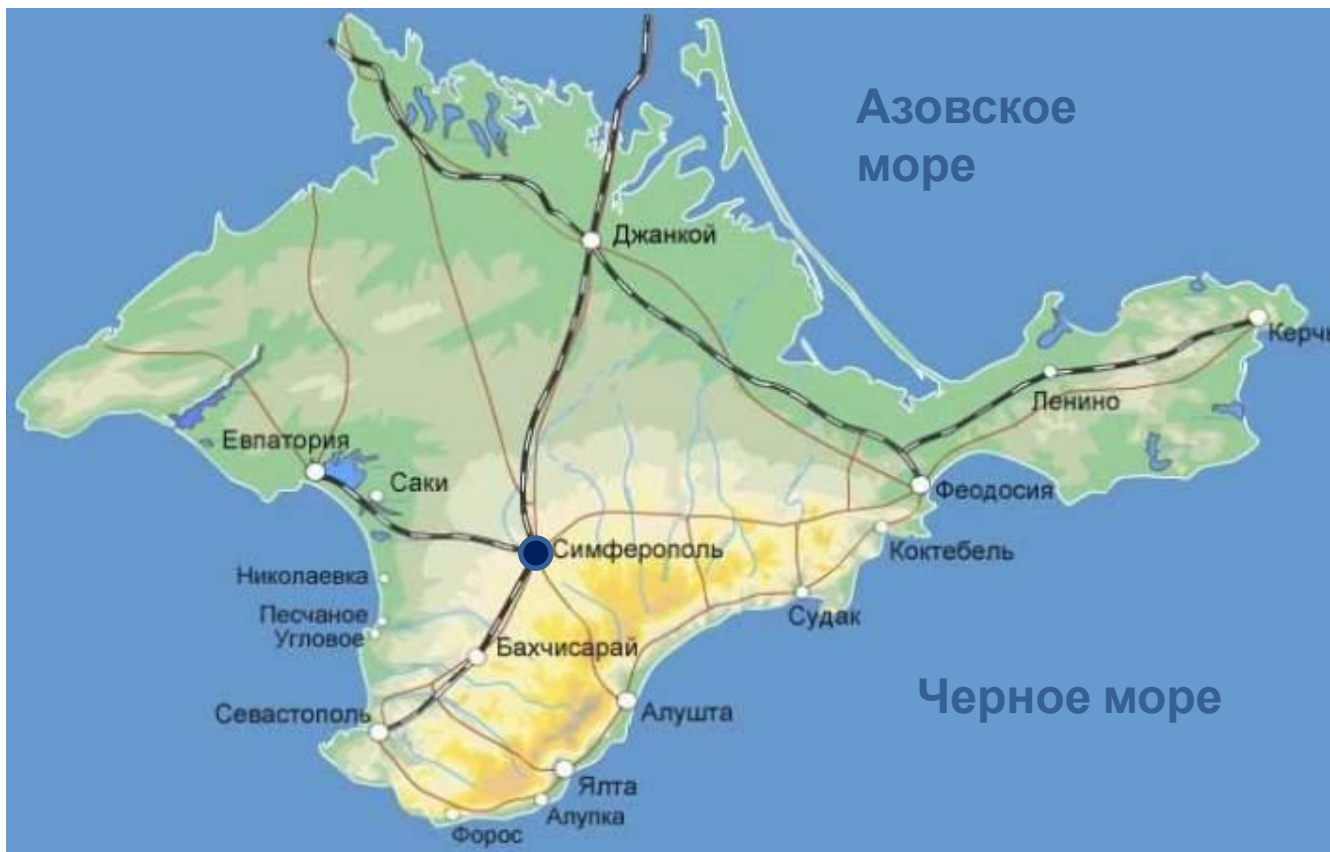 Азовское
море
Джанкой
Керчь
Ленино
Евпатория
Саки
Феодосия
Симферополь
Коктебель
Николаевка
Песчаное
Угловое
Судак
Бахчисарай
Севастополь
Алушта
Черное море
Ялта
Алупка
Форос